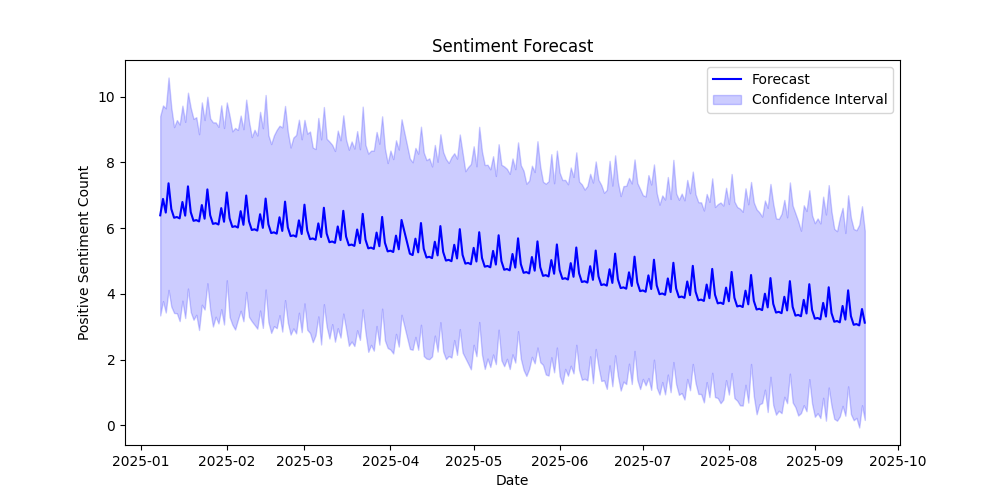 Sentiment Forecast
Forecast
Confidence Interval
Positive Sentiment Count
10
8
6
4
2
0
2025-01 2025-02 2025-03 2025-04 2025-05 2025-06 2025-07 2025-08 2025-09 2025-10
Date